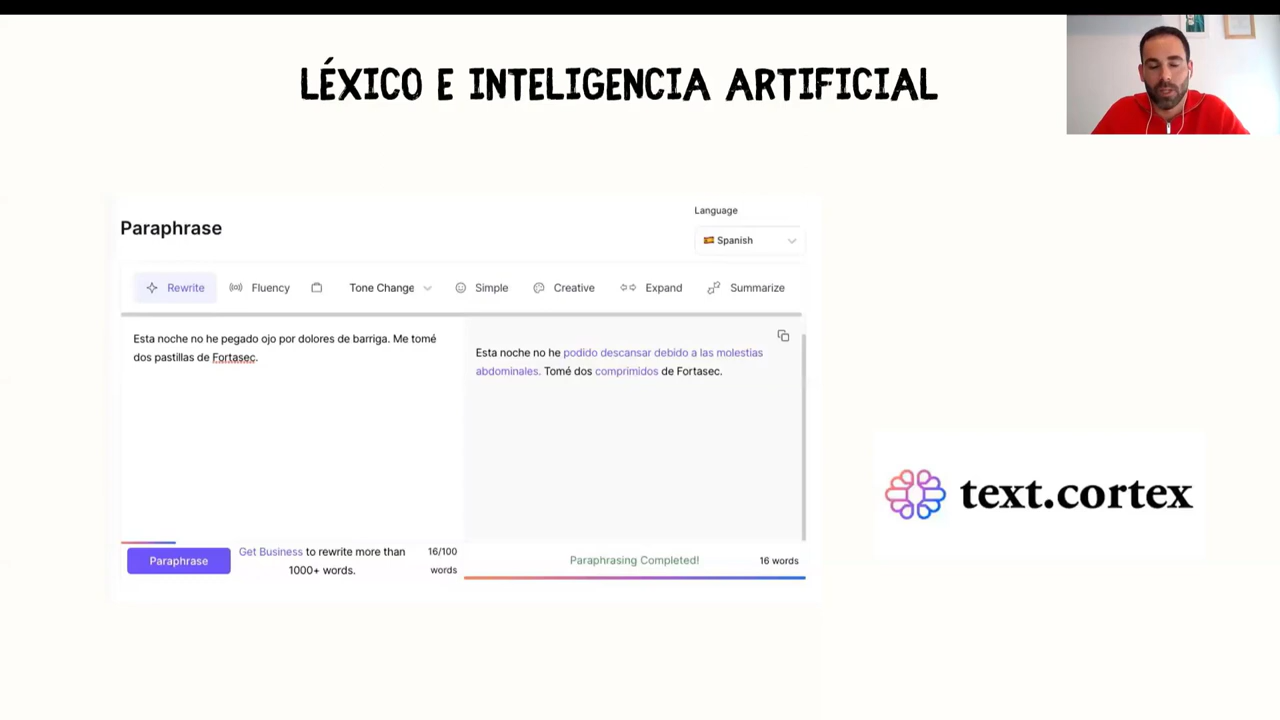 LÉXICO E INTELIGENCIA ARTIFICIAL
Paraphrase
Language
Spanish
Rewrite
Fluency
Tone Change
Simple
Creative
Expand
Summarize
Esta noche no he pegado ojo por dolores de barriga. Me tomé
dos pastillas de Fortasec.
Esta noche no he podido descansar debido a las molestias
abdominales. Tomé dos comprimidos de Fortasec.
Paraphrase
Get Business to rewrite more than
1000+ words.
16/100
words
Paraphrasing Completed!
16 words
text.cortex